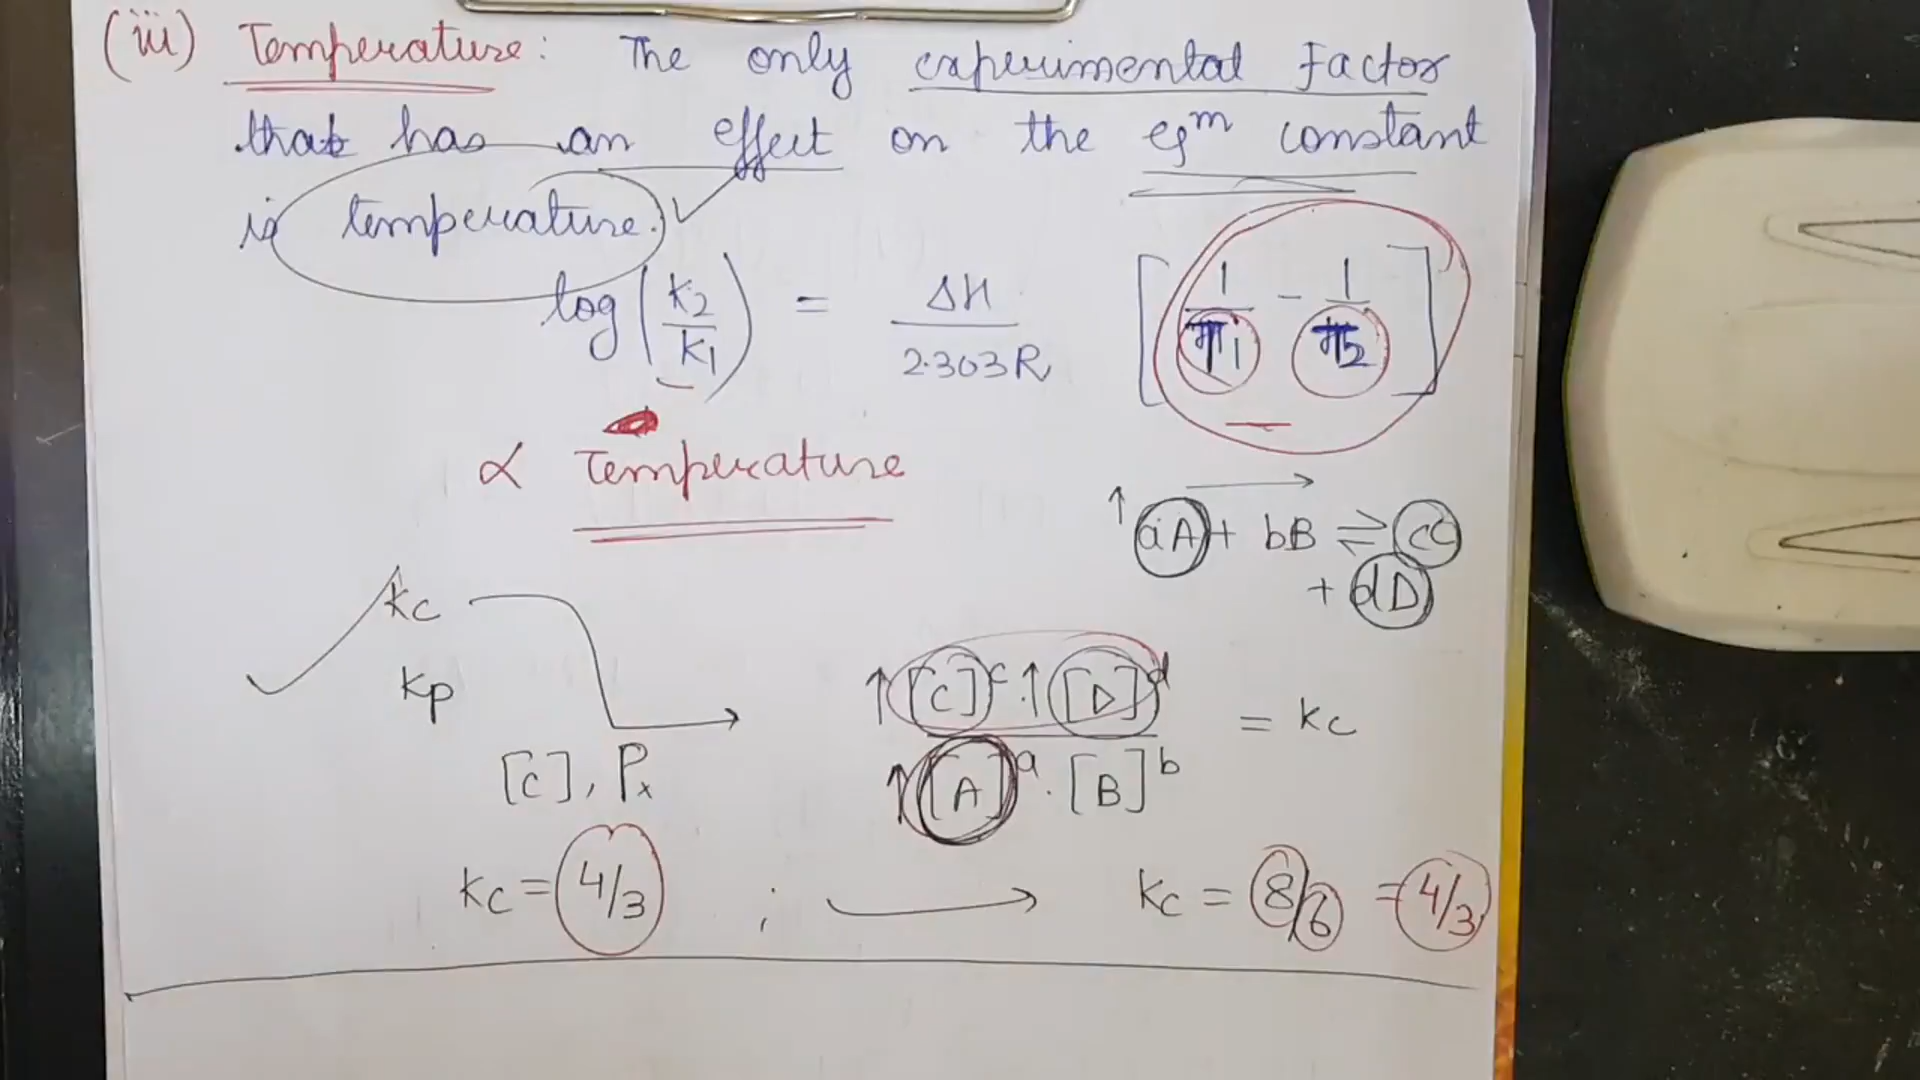 (iii) Temperature: The only experimental Factor
that has an effect on the eqm constant
is temperature.
log (K2/K1) = ΔH/2.303R [1/T1 - 1/T2]
∝ Temperature
aA + bB ⇌ cC
+ dD
Kc
Kp
[C], Px
↑[C]^c . ↑[D]^d / ↑[A]^a . [B]^b = Kc
Kc = 4/3 ; → Kc = 8/6 = 4/3